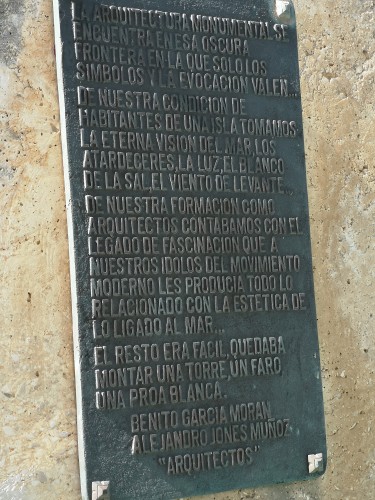 LA ARQUITECTURA MONUMENTAL SE
ENCUENTRA EN ESA OSCURA
FRONTERA EN LA QUE SOLO LOS
SIMBOLOS Y LA EVOCACION VALEN...
DE NUESTRA CONDICION DE
HABITANTES DE UNA ISLA TOMAMOS
LA ETERNA VISION DEL MAR, LOS
ATARDECERES, LA LUZ, EL BLANCO
DE LA SAL, EL VIENTO DE LEVANTE...
DE NUESTRA FORMACION COMO
ARQUITECTOS CONTABAMOS CON EL
LEGADO DE FASCINACION QUE A
NUESTROS IDOLOS DEL MOVIMIENTO
MODERNO LES PRODUCIA TODO LO
RELACIONADO CON LA ESTETICA DE
LO LIGADO AL MAR...
EL RESTO ERA FACIL, QUEDABA
MONTAR UNA TORRE, UN FARO,
UNA PROA BLANCA.
BENITO GARCIA MORAN
ALEJANDRO JONES MUÑOZ
"ARQUITECTOS"